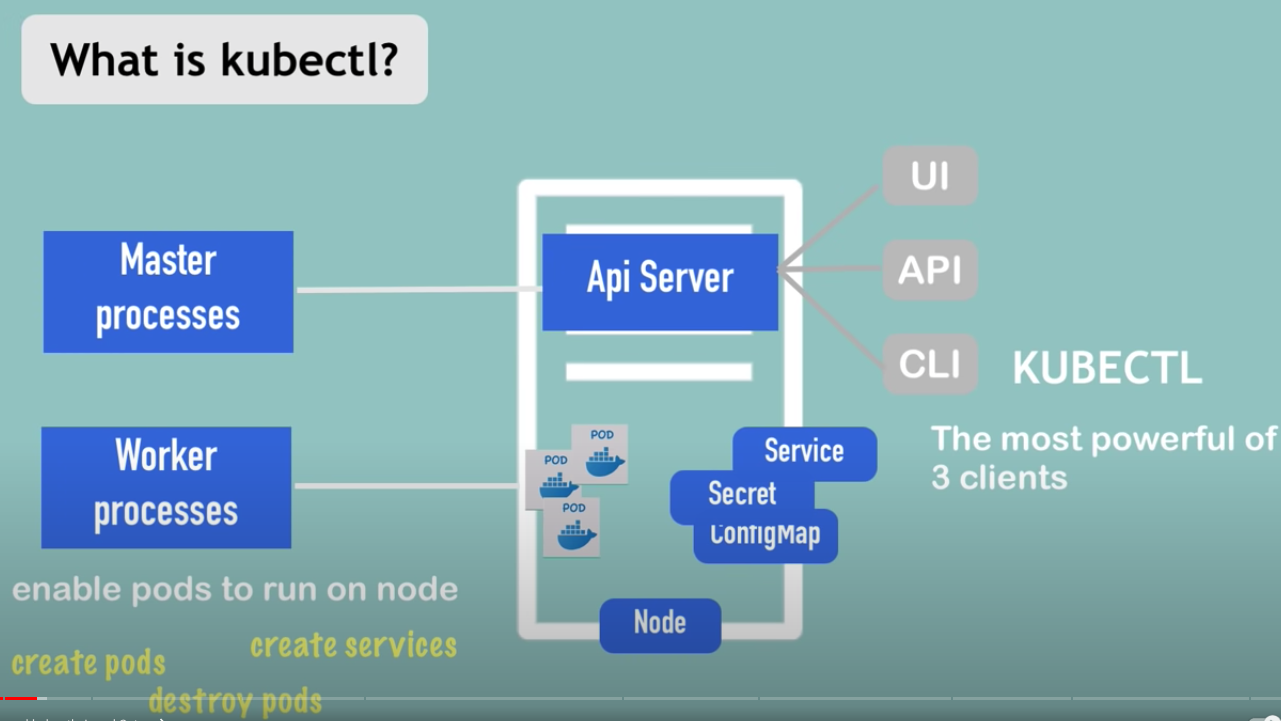 What is kubectl?
Master
processes
Api Server
UI
API
CLI
KUBECTL
The most powerful of
3 clients
Worker
processes
POD
POD
POD
Service
Secret
ConfigMap
Node
enable pods to run on node
create pods
create services
destroy pods